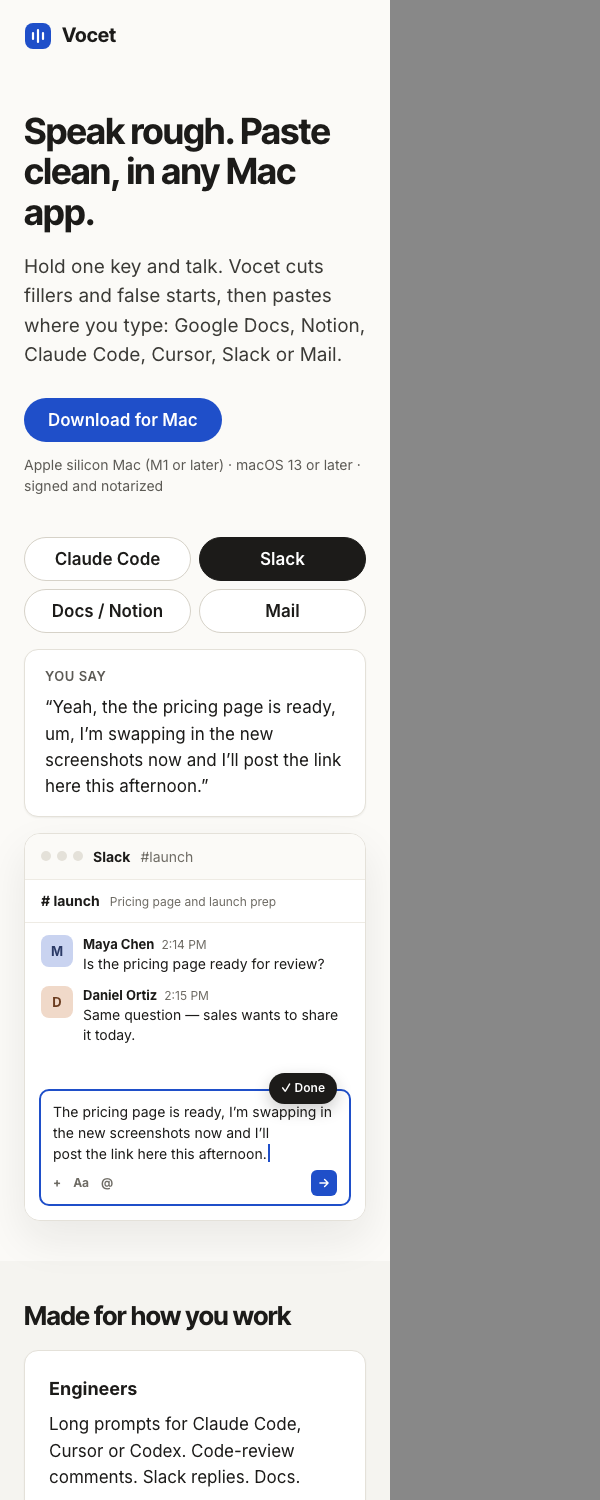 Vocet
Speak rough. Paste
clean, in any Mac
app.
Hold one key and talk. Vocet cuts
fillers and false starts, then pastes
where you type: Google Docs, Notion,
Claude Code, Cursor, Slack or Mail.
Download for Mac
Apple silicon Mac (M1 or later) · macOS 13 or later ·
signed and notarized
Claude Code
Slack
Docs / Notion
Mail
YOU SAY
“Yeah, the the pricing page is ready,
um, I’m swapping in the new
screenshots now and I’ll post the link
here this afternoon.”
Slack #launch
# launch Pricing page and launch prep
M
Maya Chen 2:14 PM
Is the pricing page ready for review?
D
Daniel Ortiz 2:15 PM
Same question — sales wants to share
it today.
✓ Done
The pricing page is ready, I’m swapping in
the new screenshots now and I’ll
post the link here this afternoon.
+ Aa @
→
Made for how you work
Engineers
Long prompts for Claude Code,
Cursor or Codex. Code-review
comments. Slack replies. Docs.